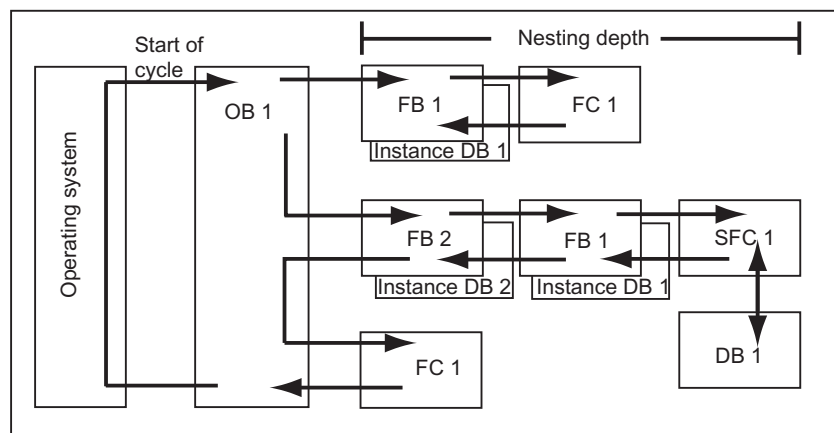 Nesting depth
Start of
cycle
Operating system
OB 1
FB 1
FC 1
Instance DB 1
FB 2
FB 1
SFC 1
Instance DB 2
Instance DB 1
FC 1
DB 1